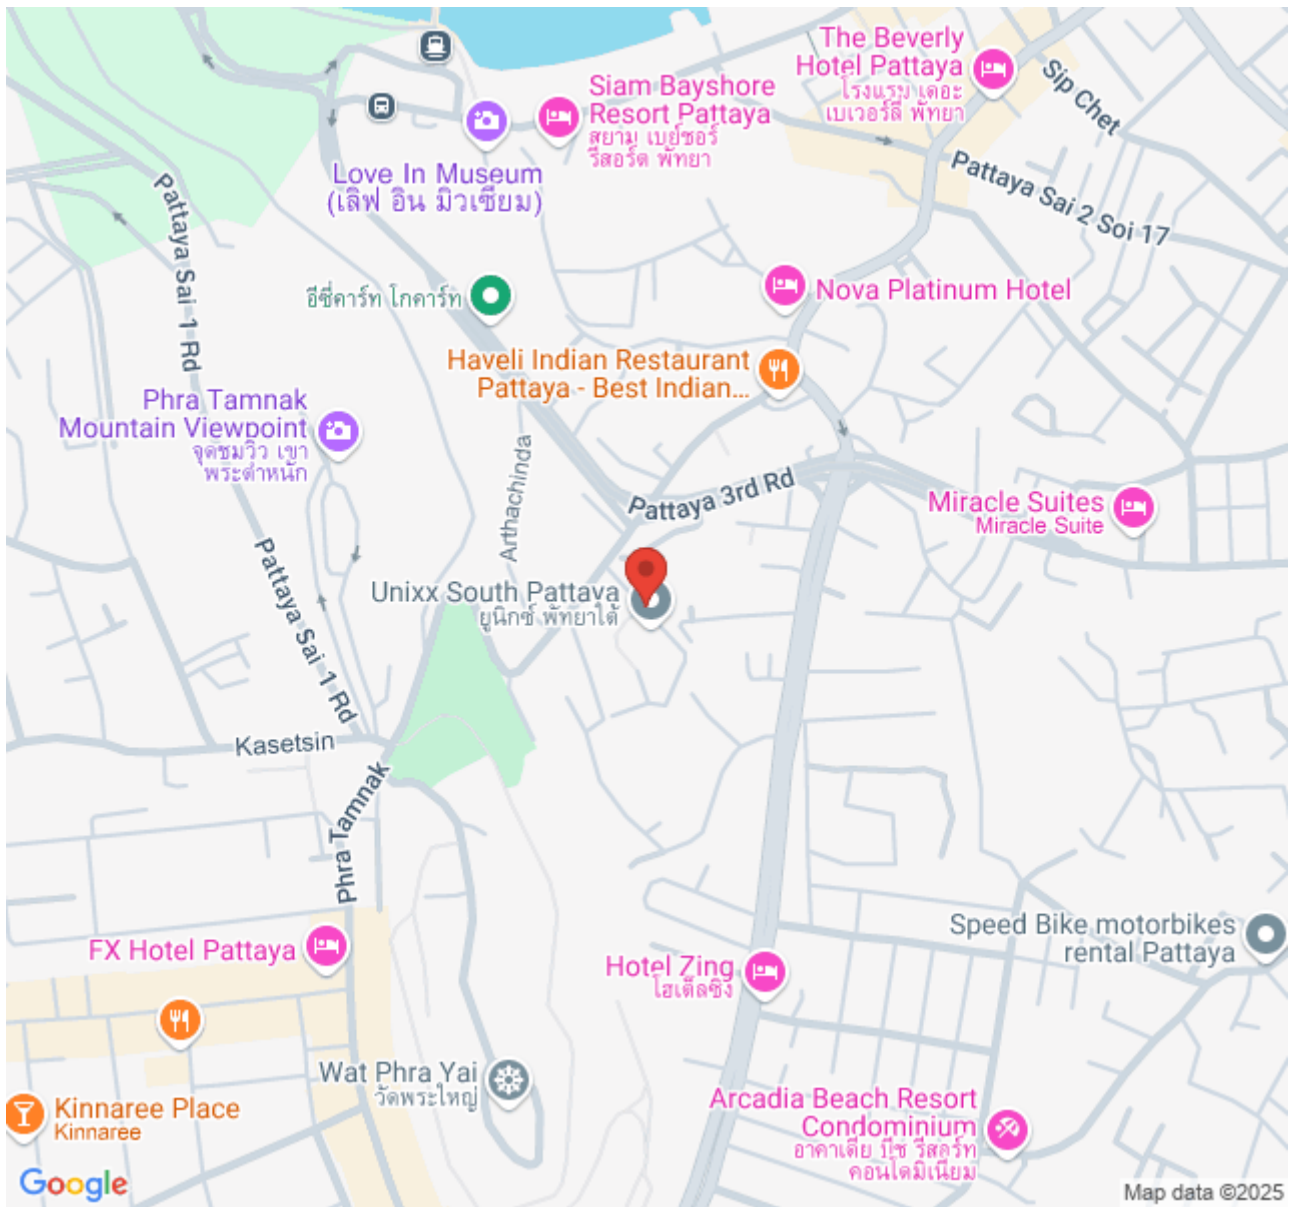 The Beverly
Hotel Pattaya
โรงแรม เดอะ
เบเวอร์ลี่ พัทยา
Sip Chet
Siam Bayshore
Resort Pattaya
สยาม เบย์ชอร์
รีสอร์ต พัทยา
Love In Museum
(เลิฟ อิน มิวเซียม)
Pattaya Sai 2 Soi 17
Pattaya Sai 1 Rd
อีซี่คาร์ท โกคาร์ท
Nova Platinum Hotel
Haveli Indian Restaurant
Pattaya - Best Indian...
Phra Tamnak
Mountain Viewpoint
จุดชมวิว เขา
พระตำหนัก
Arthachinda
Pattaya 3rd Rd
Miracle Suites
Miracle Suite
Pattaya Sai 1 Rd
Unixx South Pattaya
ยูนิกซ์ พัทยาใต้
Kasetsin
Phra Tamnak
FX Hotel Pattaya
Speed Bike motorbikes
rental Pattaya
Hotel Zing
โฮเต็ลซิง
Wat Phra Yai
วัดพระใหญ่
Kinnaree Place
Kinnaree
Arcadia Beach Resort
Condominium
อาคาเดีย บีช รีสอร์ท
คอนโดมิเนียม
Google
Map data ©2025